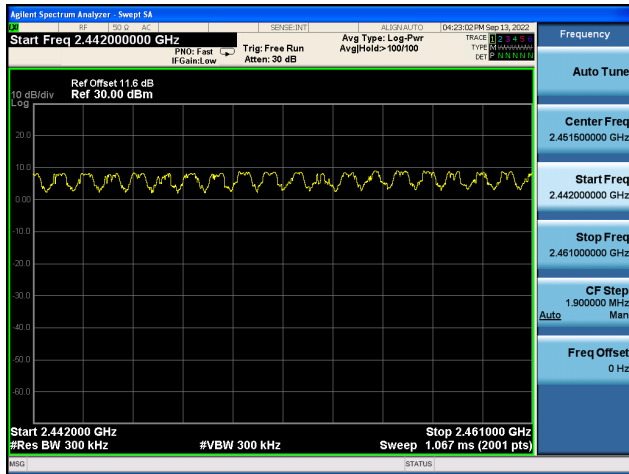 Agilent Spectrum Analyzer - Swept SA
RF 50 Ω AC SENSE:INT ALIGN AUTO 04:23:02 PM Sep 13, 2022
Start Freq 2.442000000 GHz
PNO: Fast
IFGain:Low
Trig: Free Run
Atten: 30 dB
Avg Type: Log-Pwr
Avg|Hold:>100/100
TRACE 1 2 3 4 5 6
TYPE M
DET P N N N N N
Ref Offset 11.6 dB
10 dB/div Ref 30.00 dBm
Log
20.0
10.0
0.00
-10.0
-20.0
-30.0
-40.0
-50.0
-60.0
Start 2.442000 GHz Stop 2.461000 GHz
#Res BW 300 kHz #VBW 300 kHz Sweep 1.067 ms (2001 pts)
MSG STATUS
Frequency
Auto Tune
Center Freq
2.451500000 GHz
Start Freq
2.442000000 GHz
Stop Freq
2.461000000 GHz
CF Step
1.900000 MHz
Auto Man
Freq Offset
0 Hz